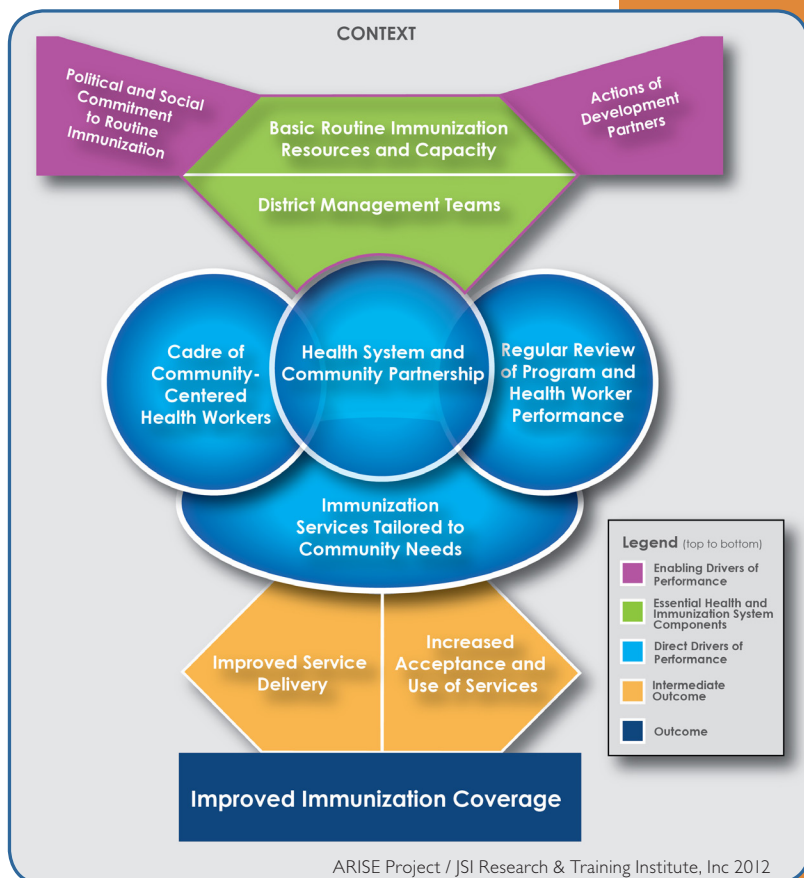 CONTEXT
Political and Social
Commitment
to Routine
Immunization
Basic Routine Immunization
Resources and Capacity
Actions of
Development
Partners
District Management Teams
Cadre of
Community-
Centered
Health Workers
Health System and
Community Partnership
Regular Review
of Program and
Health Worker
Performance
Immunization
Services Tailored to
Community Needs
Improved Service
Delivery
Increased
Acceptance and
Use of Services
Improved Immunization Coverage
Legend (top to bottom)
Enabling Drivers of
Performance
Essential Health and
Immunization System
Components
Direct Drivers of
Performance
Intermediate
Outcome
Outcome
ARISE Project / JSI Research & Training Institute, Inc 2012